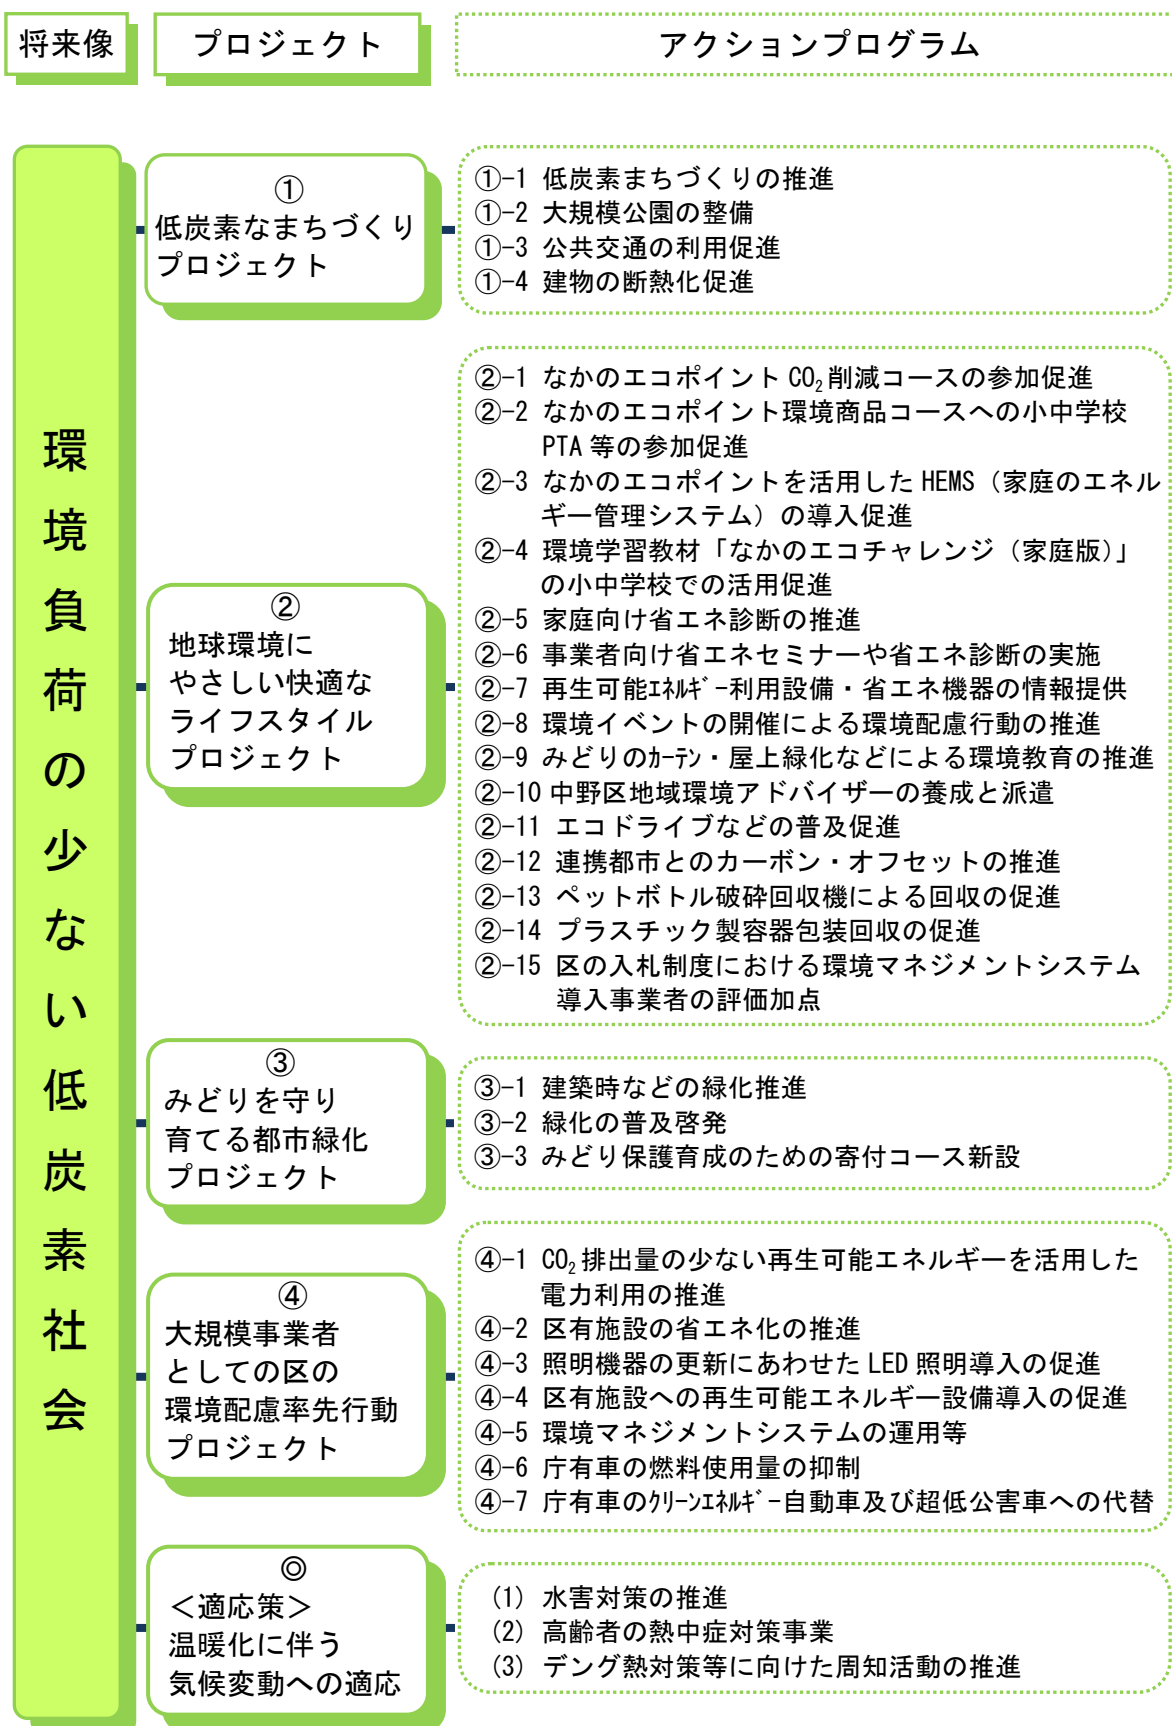 将来像
プロジェクト
アクションプログラム
環境負荷の少ない低炭素社会
①
低炭素なまちづくり
プロジェクト
①-1 低炭素まちづくりの推進
①-2 大規模公園の整備
①-3 公共交通の利用促進
①-4 建物の断熱化促進
②
地球環境に
やさしい快適な
ライフスタイル
プロジェクト
②-1 なかのエコポイント CO₂削減コースの参加促進
②-2 なかのエコポイント環境商品コースへの小中学校
PTA 等の参加促進
②-3 なかのエコポイントを活用した HEMS（家庭のエネル
ギー管理システム）の導入促進
②-4 環境学習教材「なかのエコチャレンジ（家庭版）」
の小中学校での活用促進
②-5 家庭向け省エネ診断の推進
②-6 事業者向け省エネセミナーや省エネ診断の実施
②-7 再生可能ｴﾈﾙｷﾞｰ利用設備・省エネ機器の情報提供
②-8 環境イベントの開催による環境配慮行動の推進
②-9 みどりのｶｰﾃﾝ・屋上緑化などによる環境教育の推進
②-10 中野区地域環境アドバイザーの養成と派遣
②-11 エコドライブなどの普及促進
②-12 連携都市とのカーボン・オフセットの推進
②-13 ペットボトル破砕回収機による回収の促進
②-14 プラスチック製容器包装回収の促進
②-15 区の入札制度における環境マネジメントシステム
導入事業者の評価加点
③
みどりを守り
育てる都市緑化
プロジェクト
③-1 建築時などの緑化推進
③-2 緑化の普及啓発
③-3 みどり保護育成のための寄付コース新設
④
大規模事業者
としての区の
環境配慮率先行動
プロジェクト
④-1 CO₂排出量の少ない再生可能エネルギーを活用した
電力利用の推進
④-2 区有施設の省エネ化の推進
④-3 照明機器の更新にあわせた LED 照明導入の促進
④-4 区有施設への再生可能エネルギー設備導入の促進
④-5 環境マネジメントシステムの運用等
④-6 庁有車の燃料使用量の抑制
④-7 庁有車のｸﾘｰﾝｴﾈﾙｷﾞｰ自動車及び超低公害車への代替
◎
＜適応策＞
温暖化に伴う
気候変動への適応
（1）水害対策の推進
（2）高齢者の熱中症対策事業
（3）デング熱対策等に向けた周知活動の推進